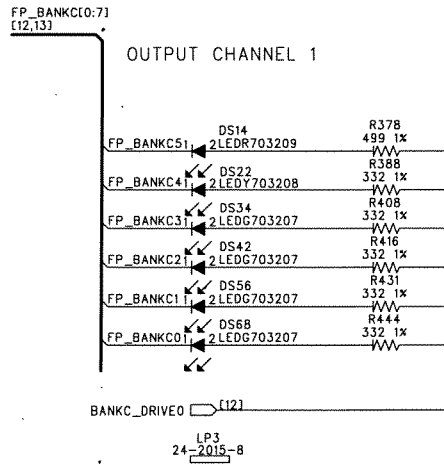 FP_BANKC[0:7]
[12,13]
OUTPUT CHANNEL 1
DS14
R378
499 1%
FP_BANKC5 1 2 LEDR703209
DS22
R388
332 1%
FP_BANKC4 1 2 LEDY703208
DS34
R408
332 1%
FP_BANKC3 1 2 LEDG703207
DS42
R416
332 1%
FP_BANKC2 1 2 LEDG703207
DS56
R431
332 1%
FP_BANKC1 1 2 LEDG703207
DS68
R444
332 1%
FP_BANKC0 1 2 LEDG703207
BANKC_DRIVE0 [12]
LP3
24-2015-8